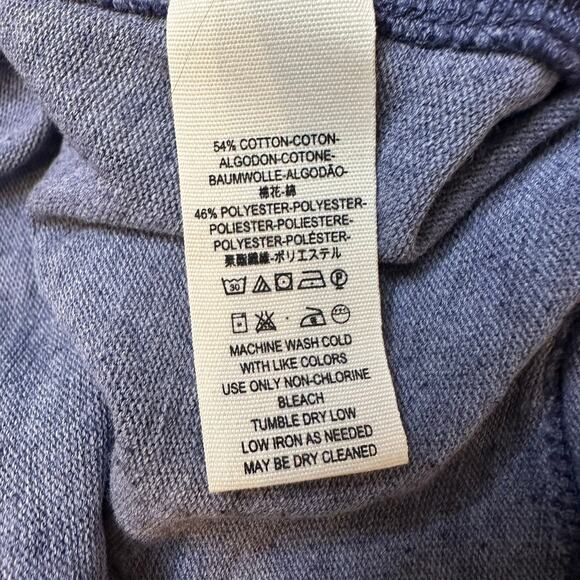 54% COTTON-COTON-
ALGODON-COTONE-
BAUMWOLLE-ALGODÃO-
棉花-綿
46% POLYESTER-POLYESTER-
POLIESTER-POLIESTERE-
POLYESTER-POLÉSTER-
聚酯纖維-ポリエステル
30 P
MACHINE WASH COLD
WITH LIKE COLORS
USE ONLY NON-CHLORINE
BLEACH
TUMBLE DRY LOW
LOW IRON AS NEEDED
MAY BE DRY CLEANED